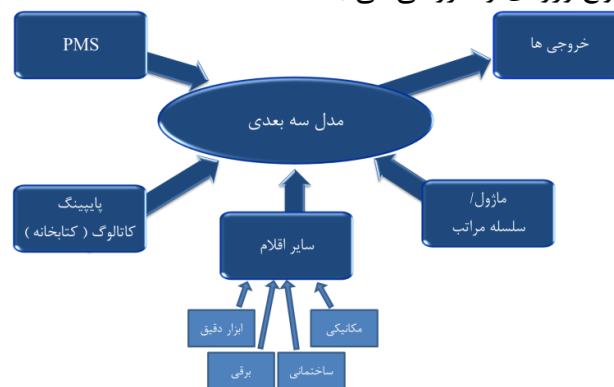 PMS
خروجی ها
مدل سه بعدی
پایپینگ
کاتالوگ ( کتابخانه )
ماژول/
سلسله مراتب
سایر اقلام
ابزار دقیق
مکانیکی
برقی
ساختمانی